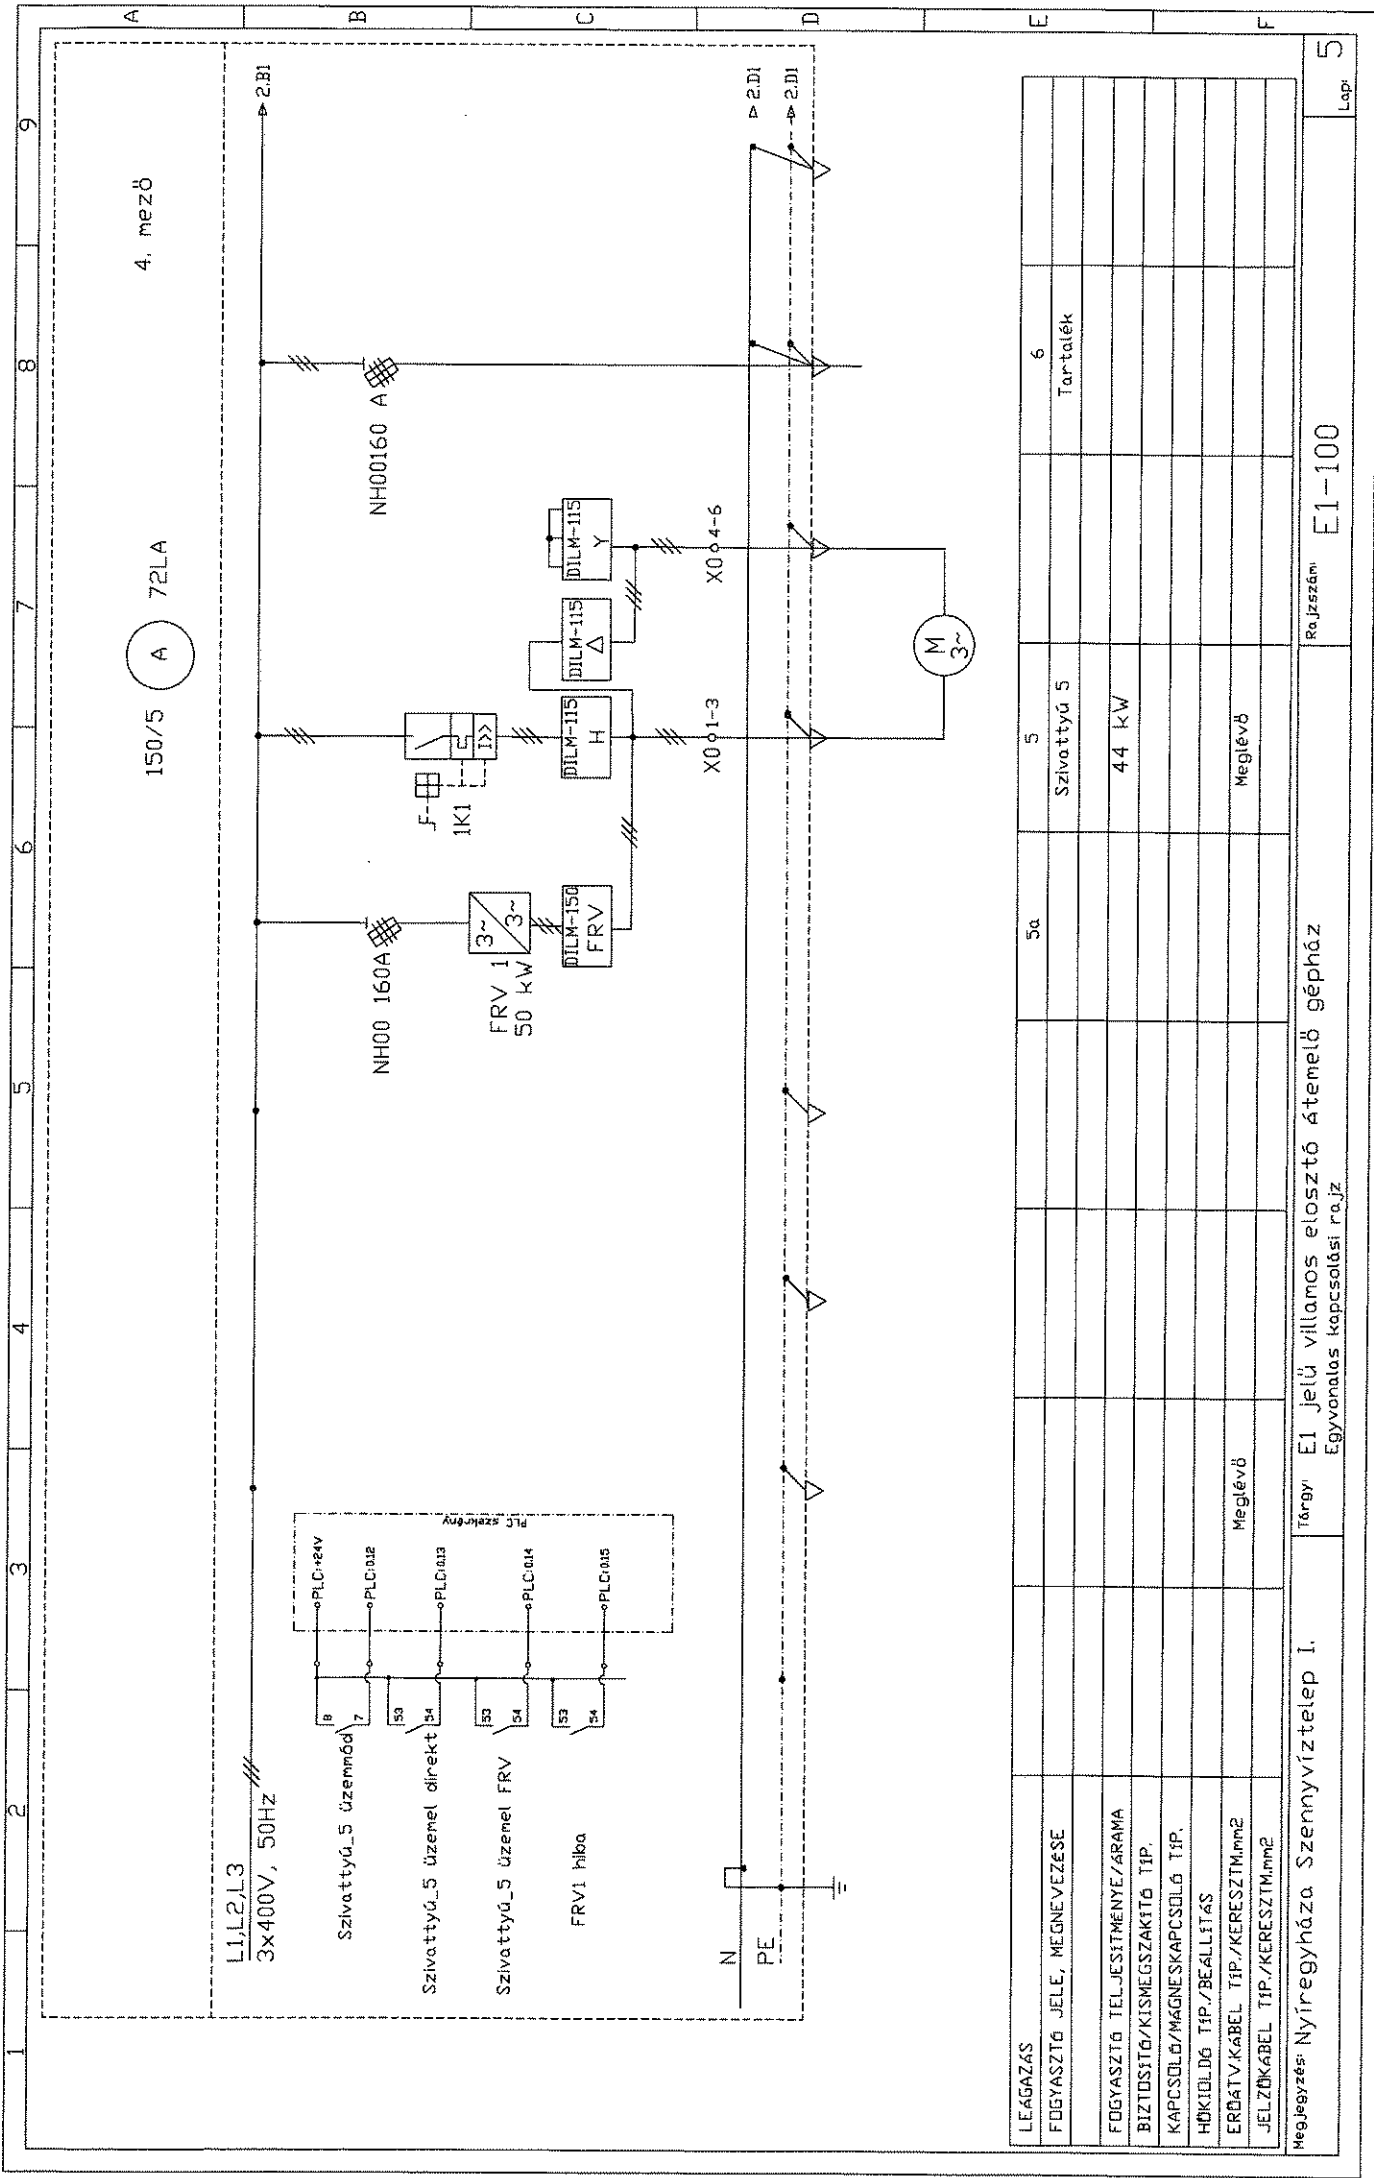 1 2 3 4 5 6 7 8 9
A
B
C
D
E
F
4. mező
150/5 A 72LA
L1,L2,L3
3x400V, 50Hz
2.B1
Szivattyú_5 üzemmód
8
7
PLC:+24V
PLC:0.12
Szivattyú_5 üzemel direkt
53
54
PLC:0.13
Szivattyú_5 üzemel FRV
53
54
PLC:0.14
FRV1 hiba
53
54
PLC:0.15
PLC szekrény
NH00 160A
3~
3~
FRV 1
50 kW
DILM-150
FRV
1K1
I>>
DILM-115
H
DILM-115
Δ
DILM-115
Y
NH00160 A
X0 1-3
X0 4-6
N
PE
2.D1
2.D1
M
3~
LEÁGAZÁS 5a 5 6
FOGYASZTÓ JELE, MEGNEVEZÉSE Szivattyú 5 Tartalék
FOGYASZTÓ TELJESÍTMÉNYE/ÁRAMA 44 kW
BIZTOSÍTÓ/KISMEGSZAKÍTÓ TÍP.
KAPCSOLÓ/MÁGNESKAPCSOLÓ TÍP.
HŐKIOLDÓ TÍP./BEÁLLÍTÁS
ERŐÁTV.KÁBEL TÍP./KERESZTM.mm2 Meglévő Meglévő
JELZŐKÁBEL TÍP./KERESZTM.mm2
Megjegyzés: Nyíregyháza Szennyvíztelep I.
Tárgy: E1 jelű villamos elosztó átemelő gépház
Egyvonalas kapcsolási rajz
Rajzszám: E1-100
Lap: 5